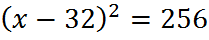 (x − 32)² = 256